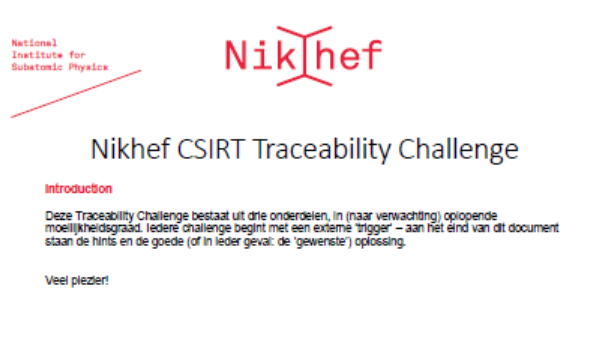 National
Institute for
Subatomic Physics
Nikhef
Nikhef CSIRT Traceability Challenge
Introduction
Deze Traceability Challenge bestaat uit drie onderdelen, in (naar verwachting) oplopende
moeilijkheidsgraad. Iedere challenge begint met een externe 'trigger' – aan het eind van dit document
staan de hints en de goede (of in ieder geval: de 'gewenste') oplossing.
Veel plezier!